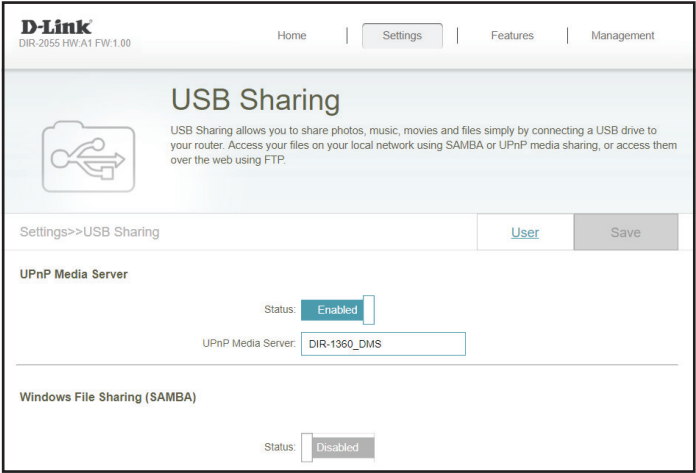 D-Link
DIR-2055 HW:A1 FW:1.00
Home | Settings | Features | Management
USB Sharing
USB Sharing allows you to share photos, music, movies and files simply by connecting a USB drive to
your router. Access your files on your local network using SAMBA or UPnP media sharing, or access them
over the web using FTP.
Settings>>USB Sharing
User
Save
UPnP Media Server
Status: Enabled
UPnP Media Server: DIR-1360_DMS
Windows File Sharing (SAMBA)
Status: Disabled